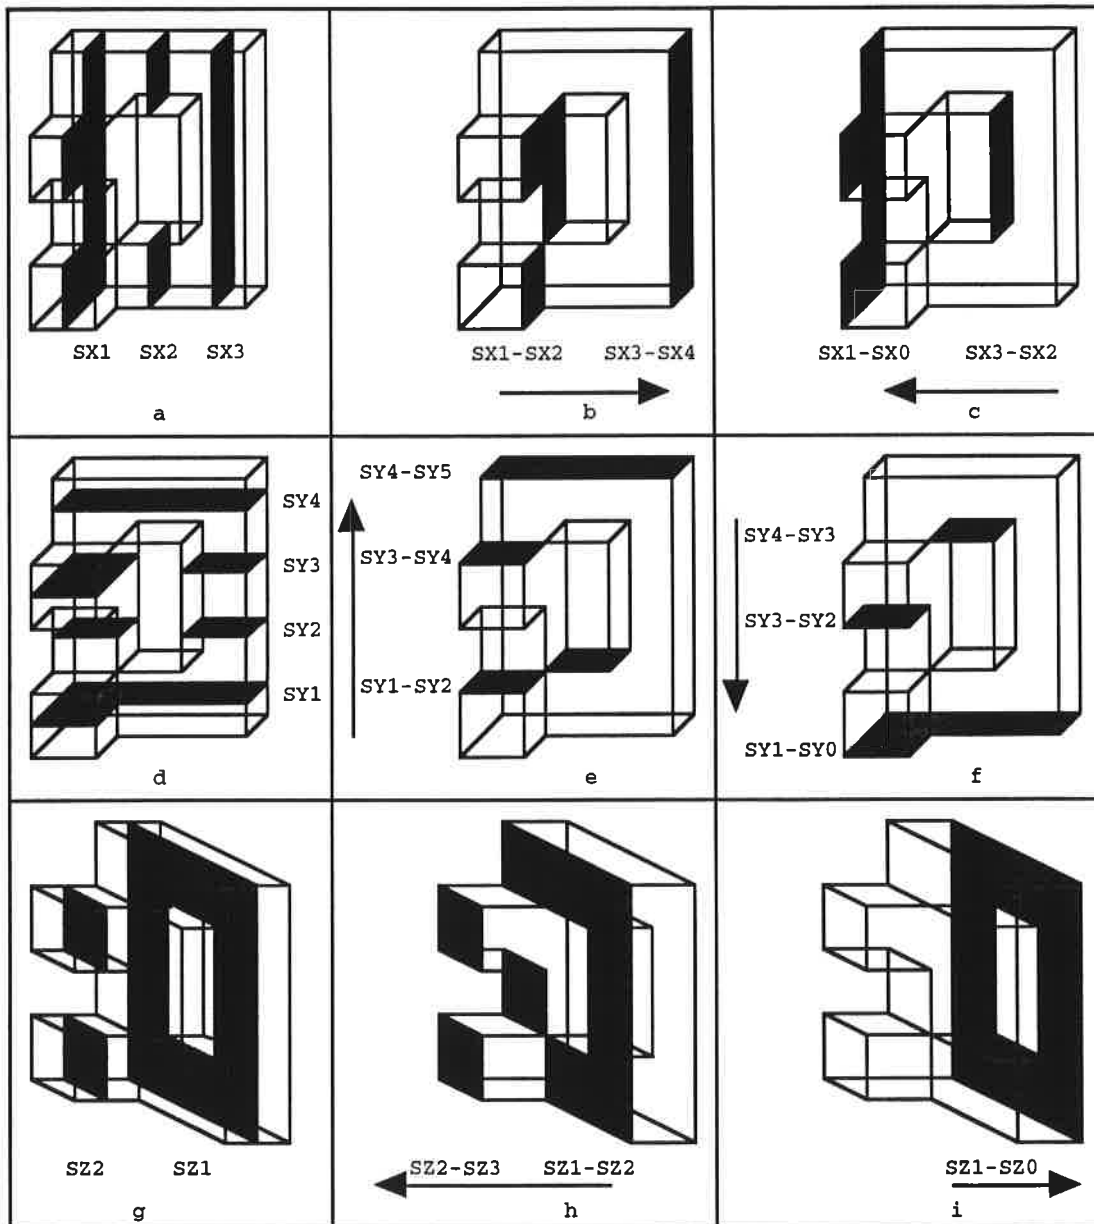 SX1 SX2 SX3
a
SX1-SX2 SX3-SX4
b
SX1-SX0 SX3-SX2
c
SY4
SY3
SY2
SY1
d
SY4-SY5
SY3-SY4
SY1-SY2
e
SY4-SY3
SY3-SY2
SY1-SY0
f
SZ2 SZ1
g
SZ2-SZ3 SZ1-SZ2
h
SZ1-SZ0
i